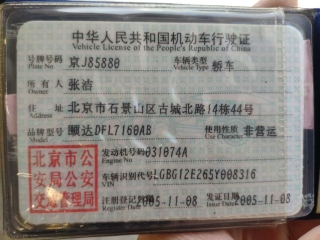 中华人民共和国机动车行驶证
Vehicle License of the People's Republic of China
号牌号码 京J85880 车辆类型 轿车
Plate No Vehicle Type
所有人 张洁
Owner
住址 北京市石景山区古城北路14栋44号
Address
品牌型号 颐达DFL7160AB 使用性质 非营运
Model Use Character
北京市公
安局公安
交通管理局
发动机号码 031074A
Engine No
车辆识别代号 LGBG12E265Y008316
VIN
注册登记日期 2005-11-08 发证日期 2005-11-08
Register Date Issue Date